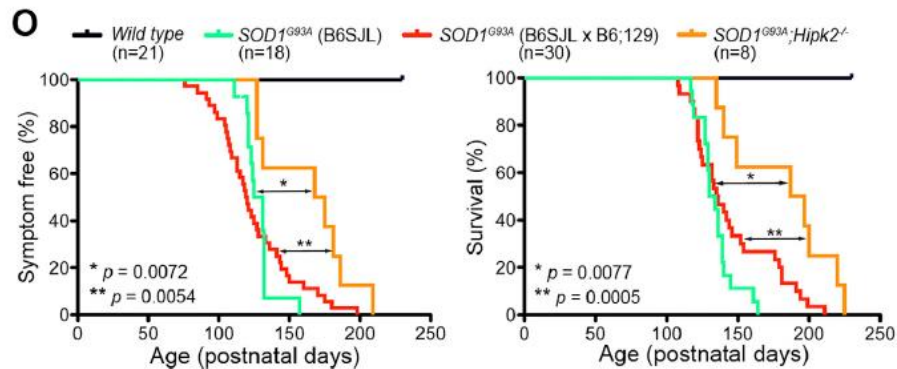 O
Wild type (n=21)
SOD1G93A (B6SJL) (n=18)
SOD1G93A (B6SJL x B6;129) (n=30)
SOD1G93A;Hipk2-/- (n=8)
Symptom free (%)
100
80
60
40
20
0
*
**
* p = 0.0072
** p = 0.0054
0 50 100 150 200 250
Age (postnatal days)
Survival (%)
100
80
60
40
20
0
*
**
* p = 0.0077
** p = 0.0005
0 50 100 150 200 250
Age (postnatal days)